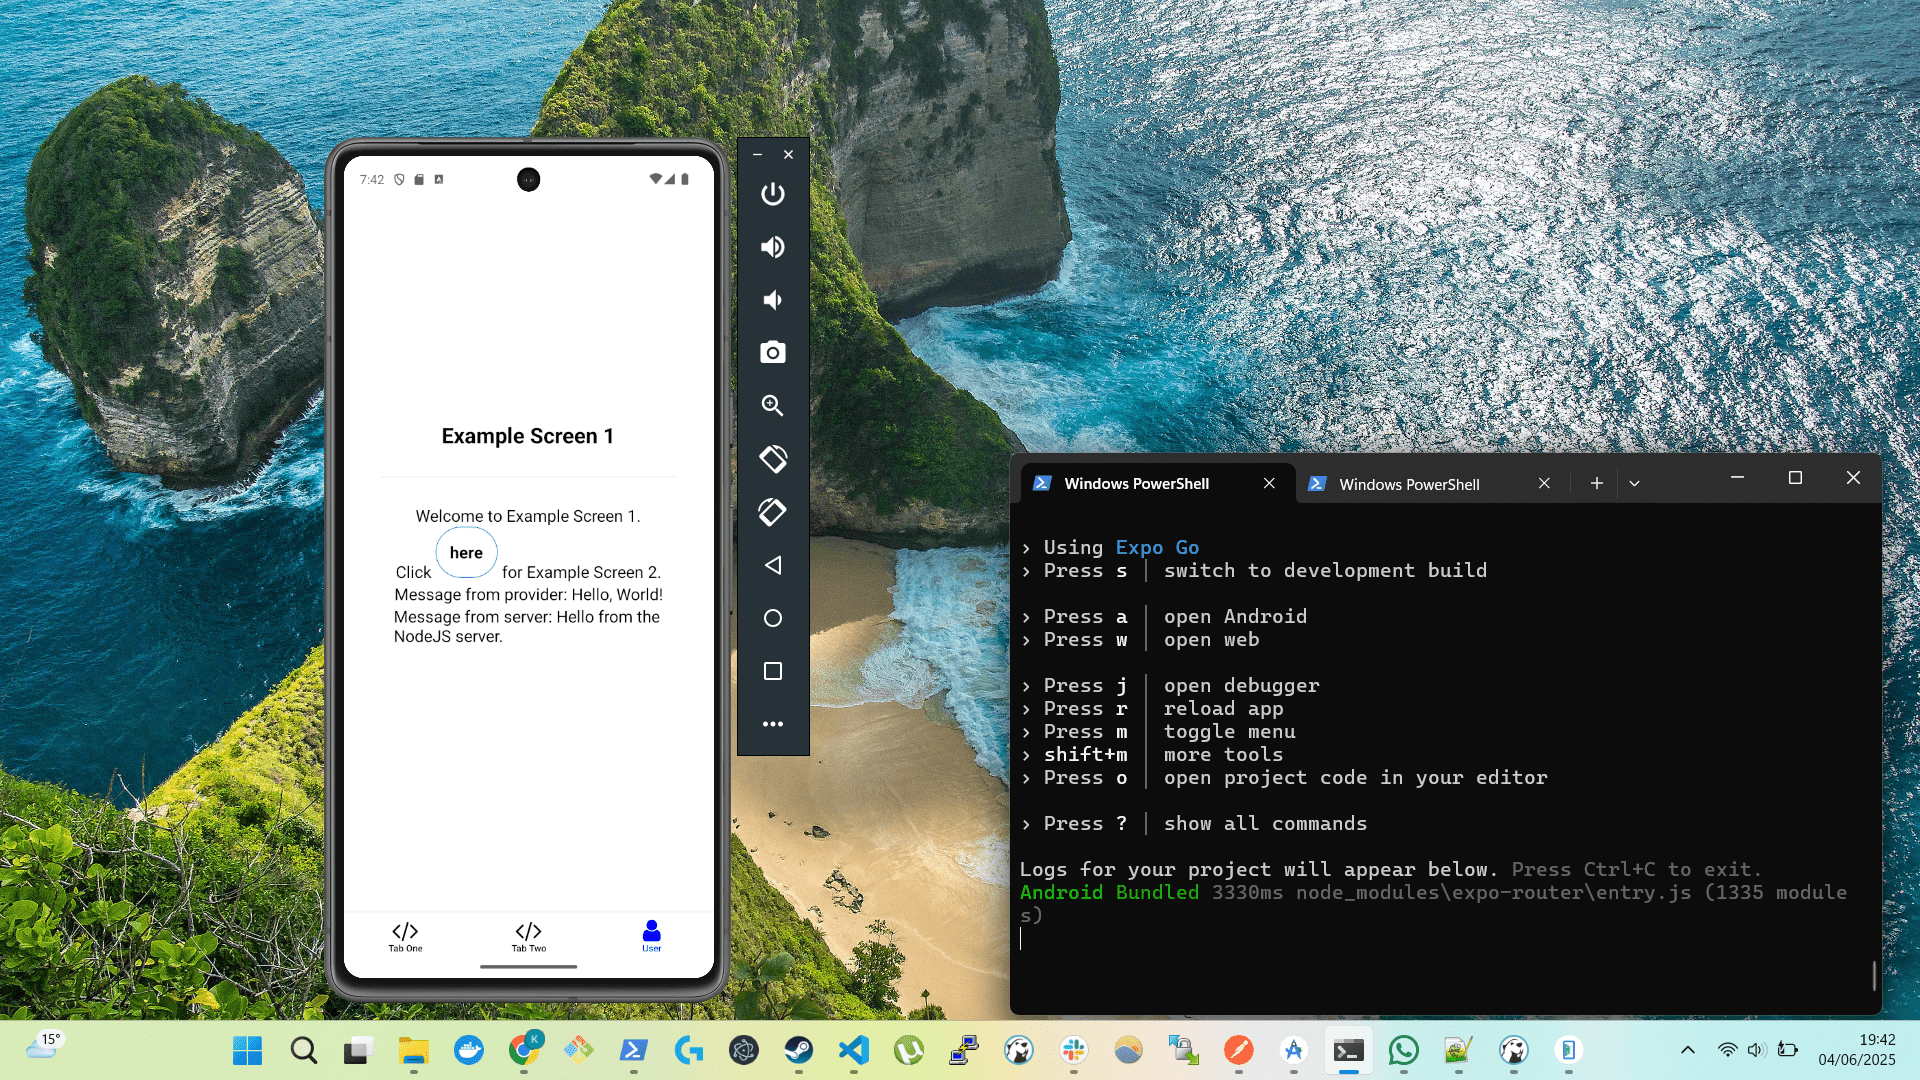 7:42
Example Screen 1
Welcome to Example Screen 1.
here
Click for Example Screen 2.
Message from provider: Hello, World!
Message from server: Hello from the
NodeJS server.
Tab One
Tab Two
User
Windows PowerShell
Windows PowerShell
› Using Expo Go
› Press s │ switch to development build
› Press a │ open Android
› Press w │ open web
› Press j │ open debugger
› Press r │ reload app
› Press m │ toggle menu
› shift+m │ more tools
› Press o │ open project code in your editor
› Press ? │ show all commands
Logs for your project will appear below. Press Ctrl+C to exit.
Android Bundled 3330ms node_modules\expo-router\entry.js (1335 module
s)
15°
K
19:42
04/06/2025